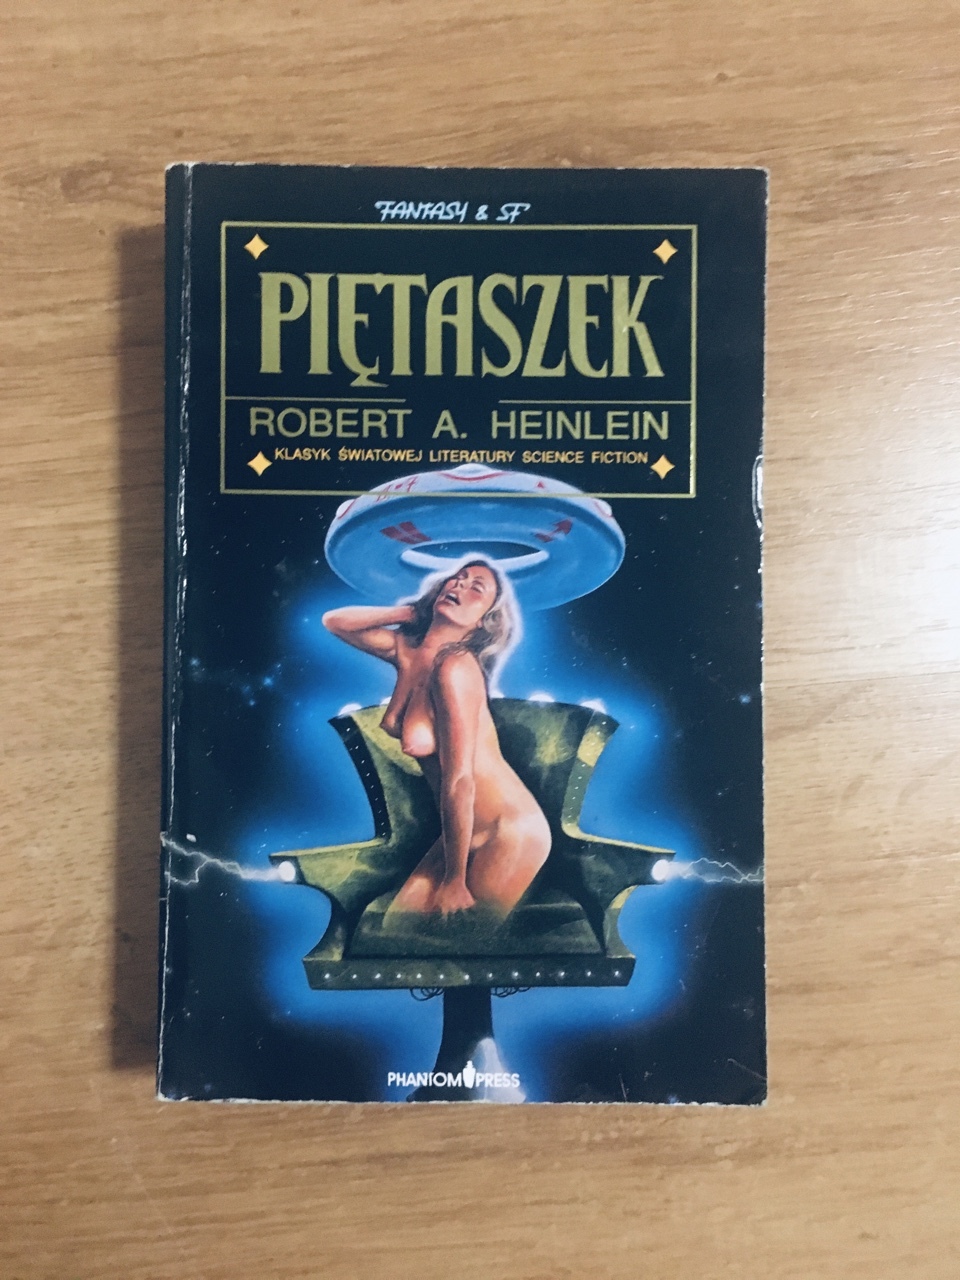 FANTASY & SF
PIĘTASZEK
ROBERT A. HEINLEIN
KLASYK ŚWIATOWEJ LITERATURY SCIENCE FICTION
PHANTOM PRESS